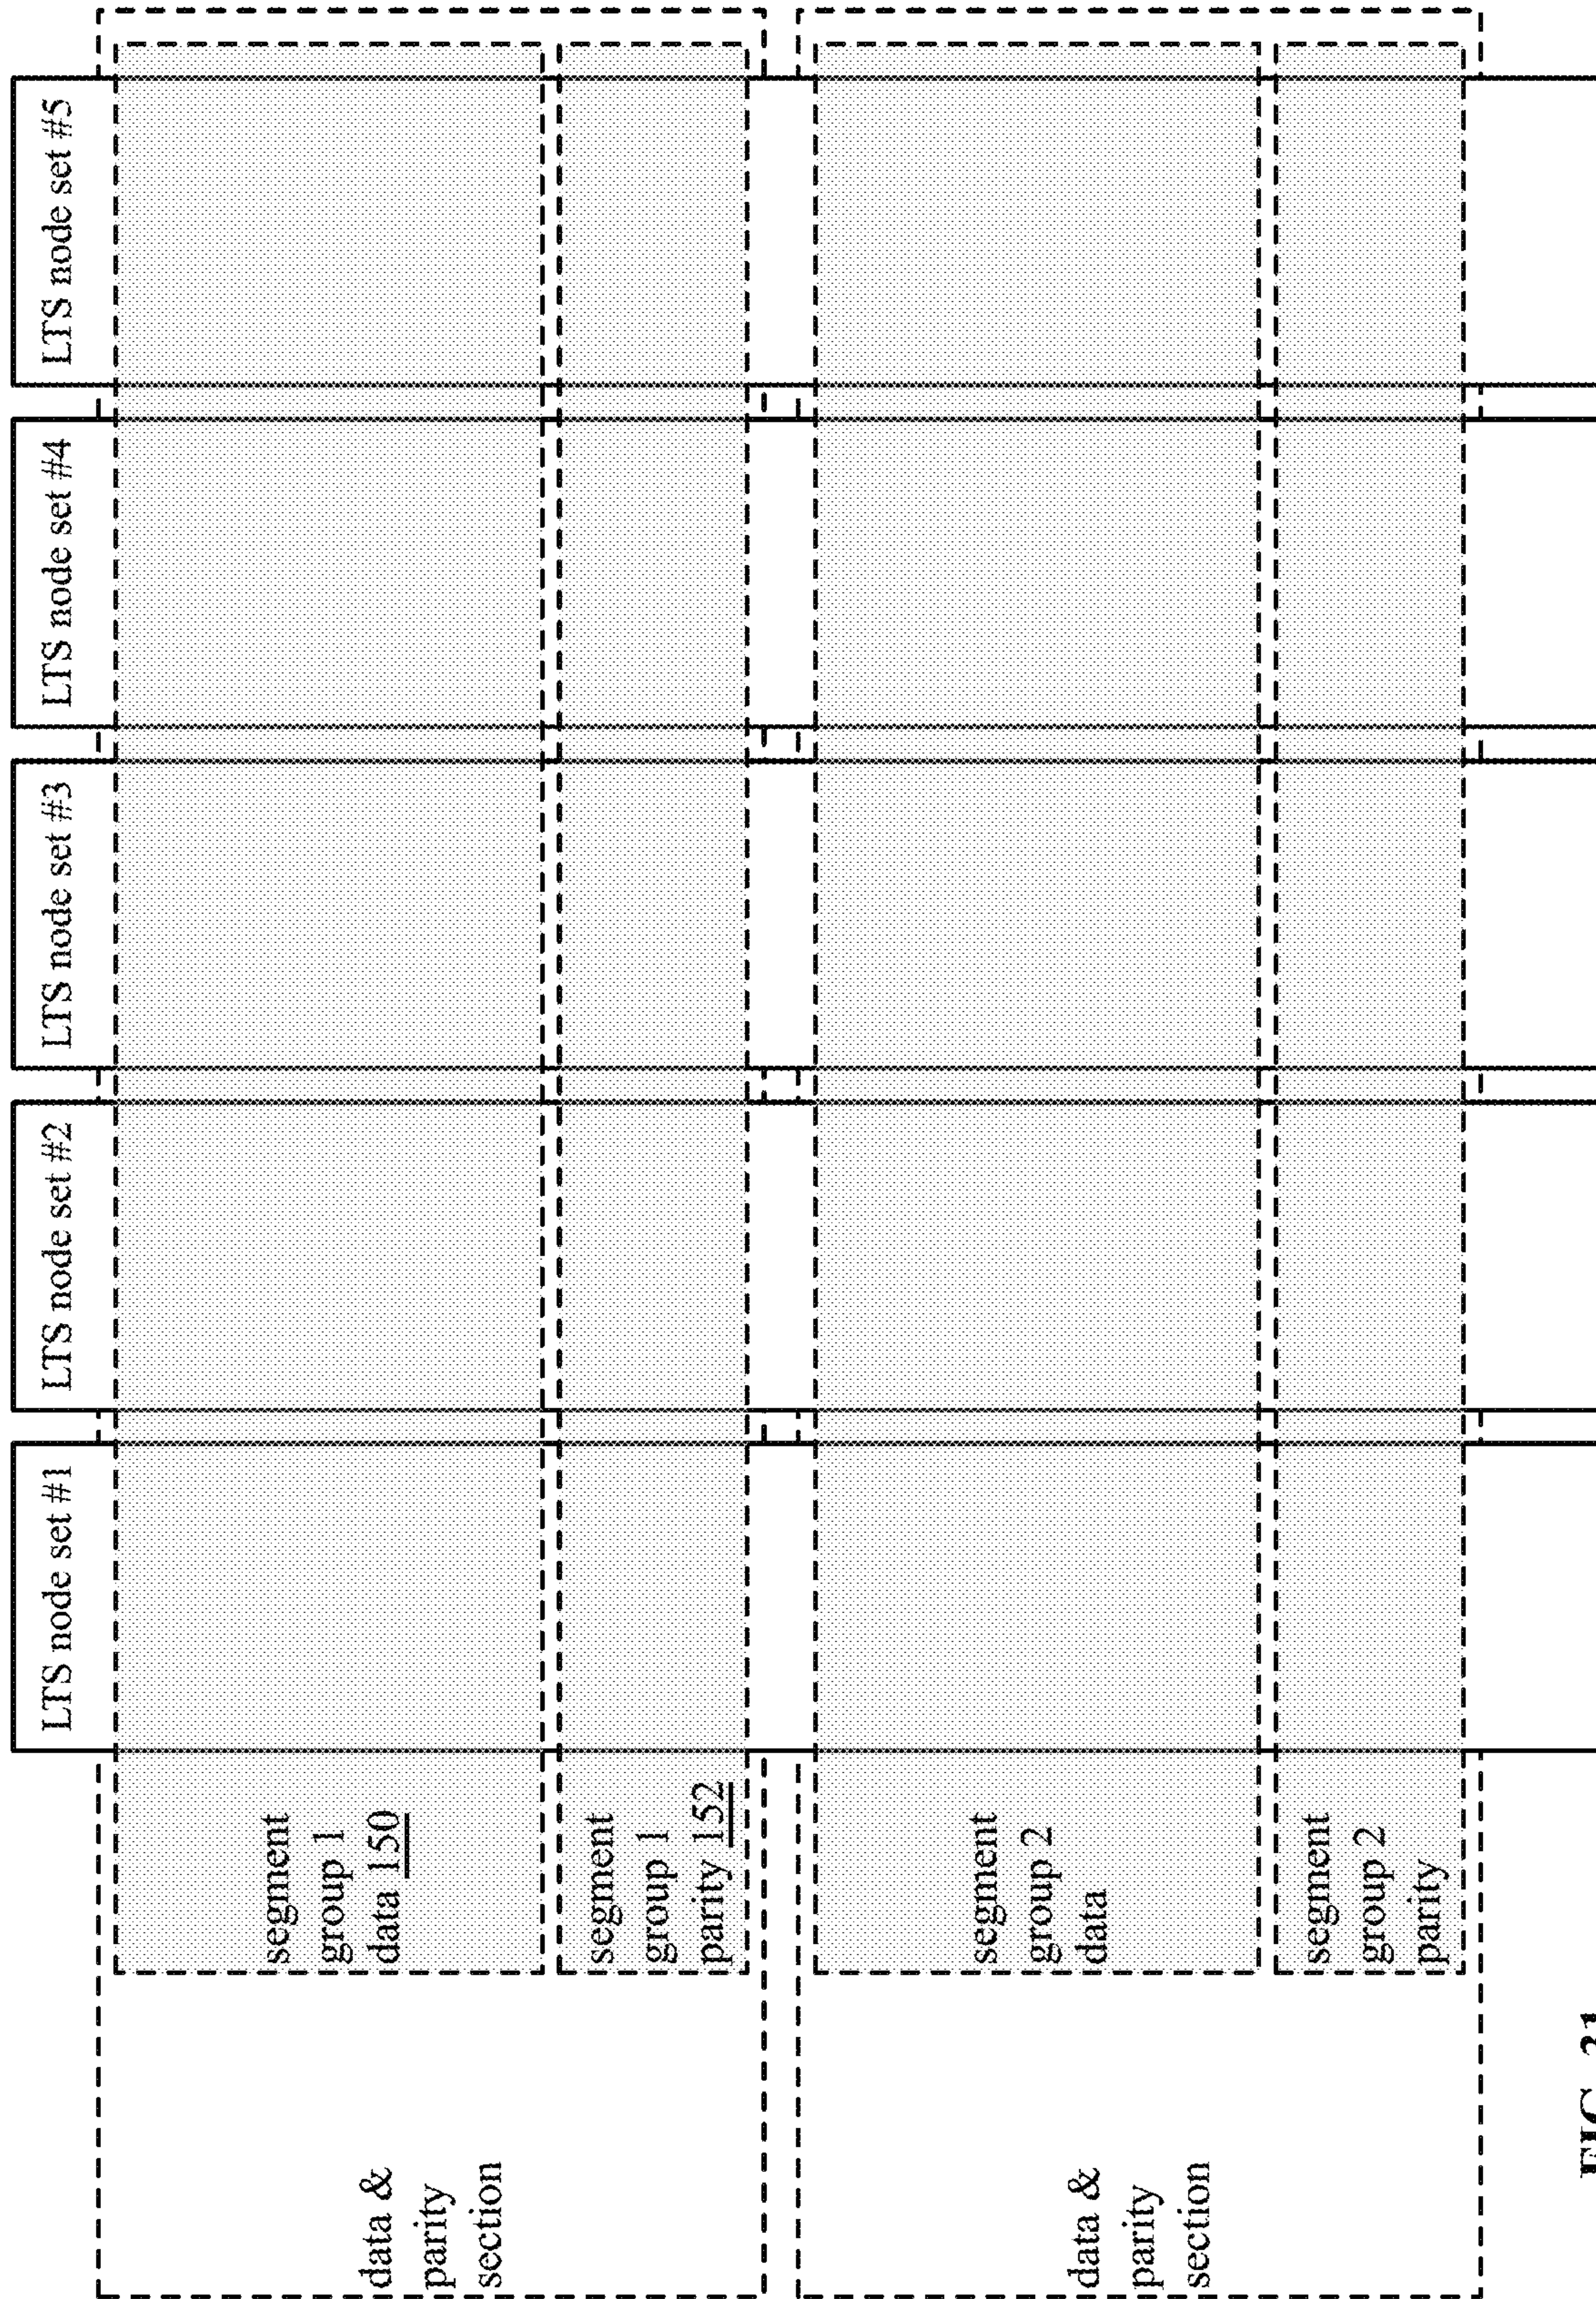 LTS node set #1
LTS node set #2
LTS node set #3
LTS node set #4
LTS node set #5
data &
parity
section
segment
group 1
data 150
segment
group 1
parity 152
data &
parity
section
segment
group 2
data
segment
group 2
parity